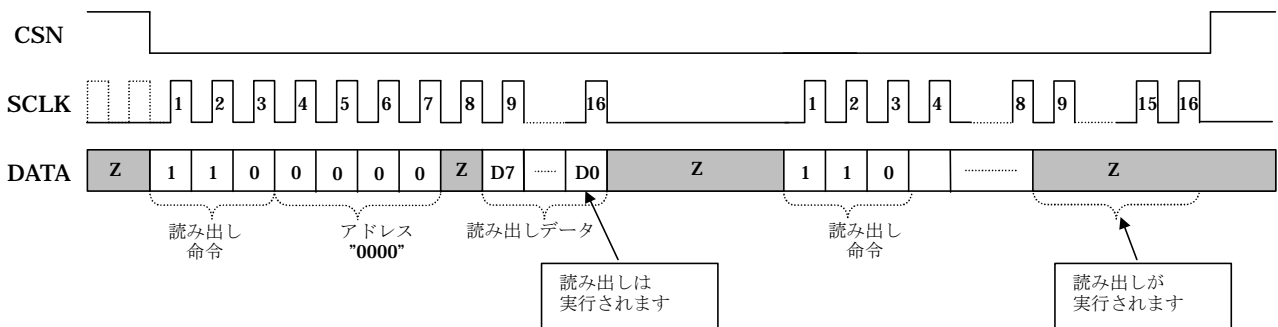 CSN
SCLK 1 2 3 4 5 6 7 8 9 ........ 16 1 2 3 4 ........ 8 9 ........ 15 16
DATA Z 1 1 0 0 0 0 0 Z D7 ...... D0 Z 1 1 0 .............. Z
読み出し
命令
アドレス
"0000"
読み出しデータ
読み出し
命令
読み出しは
実行されます
読み出しが
実行されます